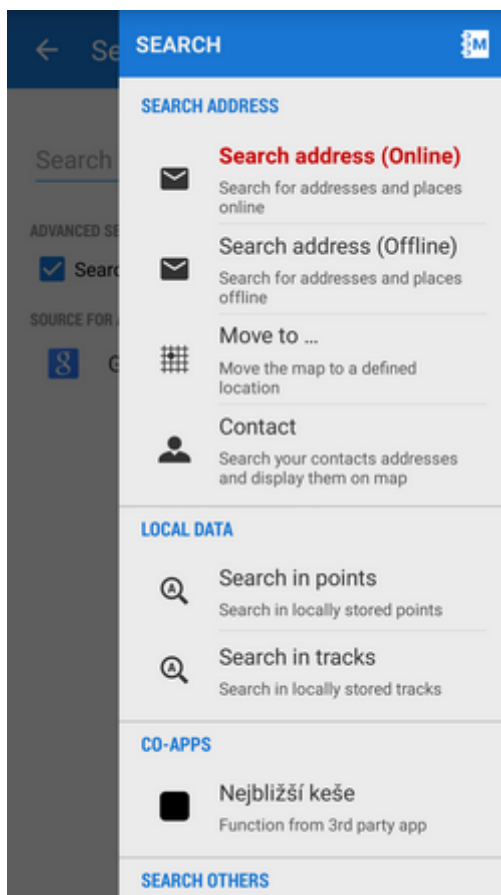 Se
SEARCH
M
SEARCH ADDRESS
Search
Search address (Online)
Search for addresses and places
online
ADVANCED SE
Searc
Search address (Offline)
Search for addresses and places
offline
SOURCE FOR
8
G
Move to ...
Move the map to a defined
location
Contact
Search your contacts addresses
and display them on map
LOCAL DATA
A
Search in points
Search in locally stored points
A
Search in tracks
Search in locally stored tracks
CO-APPS
Nejbližší keše
Function from 3rd party app
SEARCH OTHERS